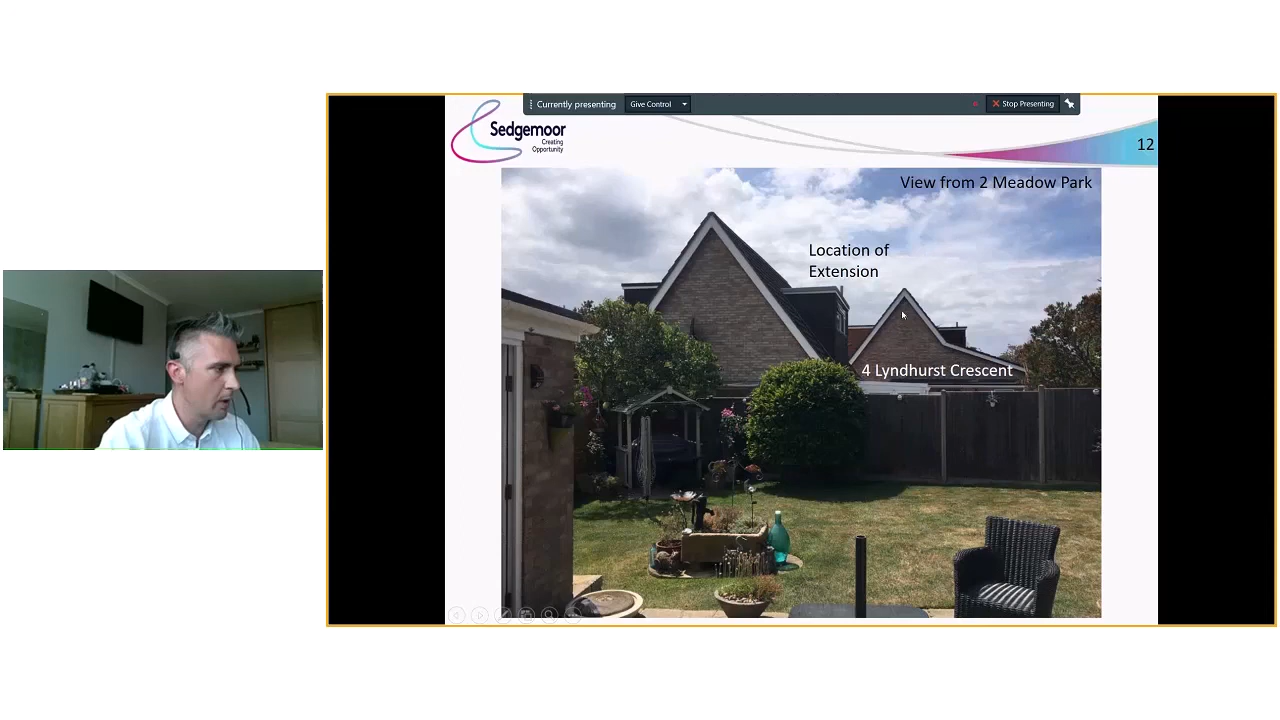 Currently presenting
Give Control
Stop Presenting
Sedgemoor
Creating
Opportunity
12
View from 2 Meadow Park
Location of
Extension
4 Lyndhurst Crescent